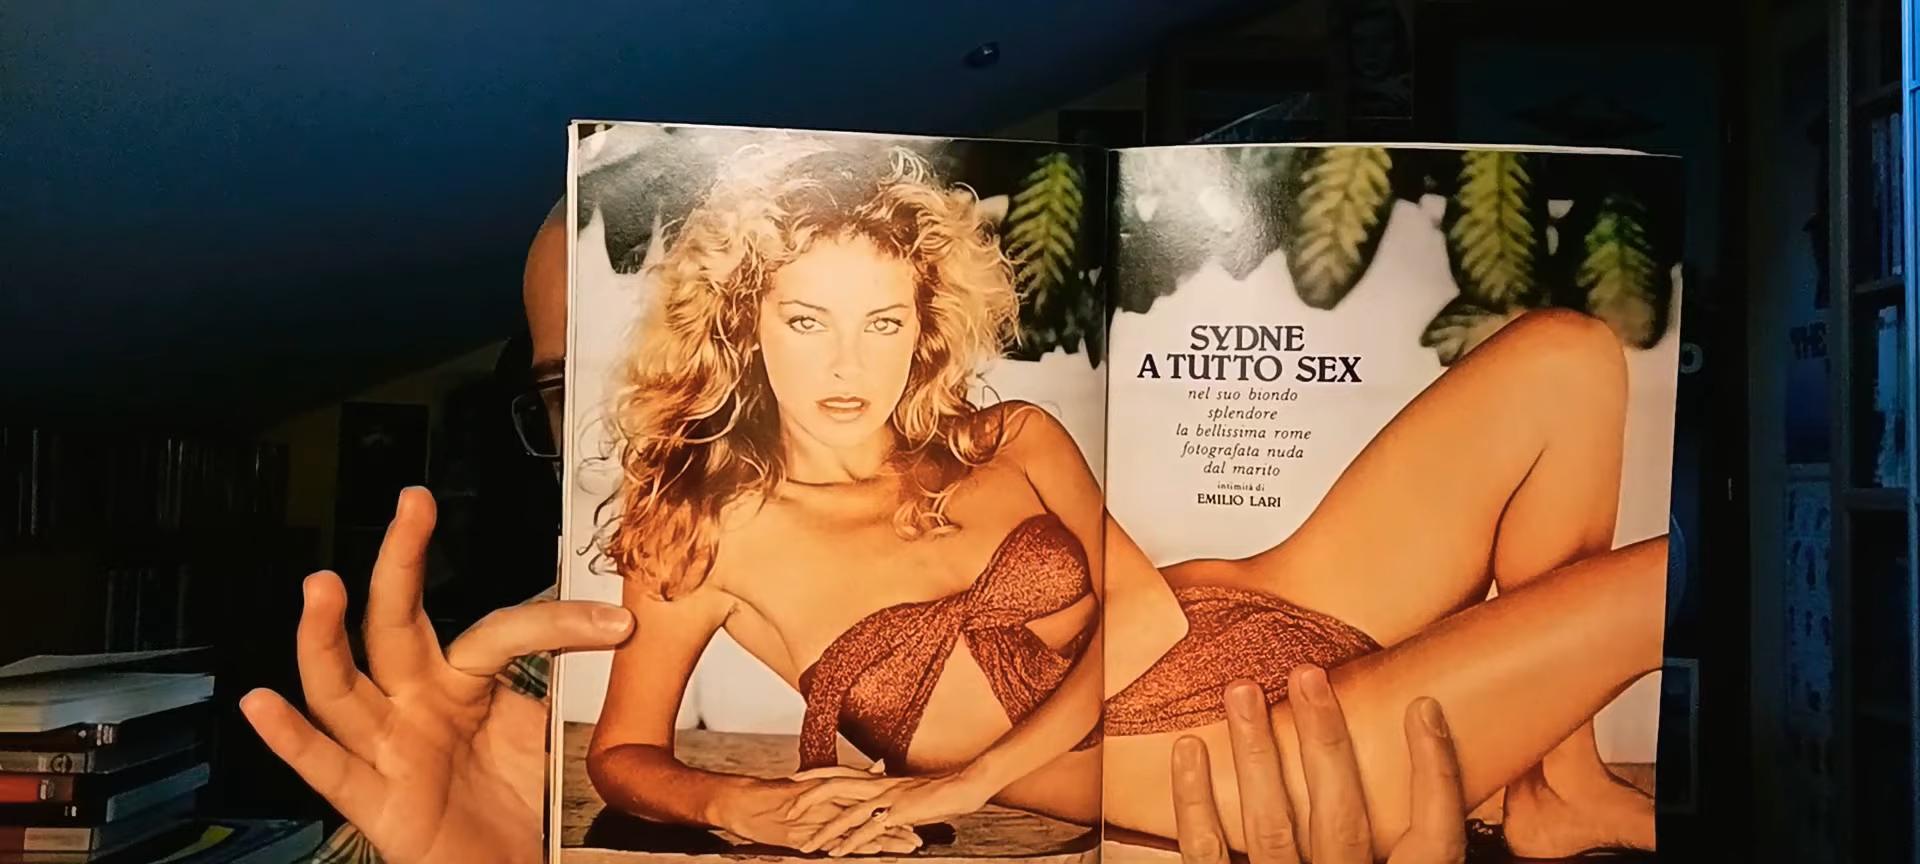 SYDNE
A TUTTO SEX
nel suo biondo
splendore
la bellissima rome
fotografata nuda
dal marito
intimità di
EMILIO LARI